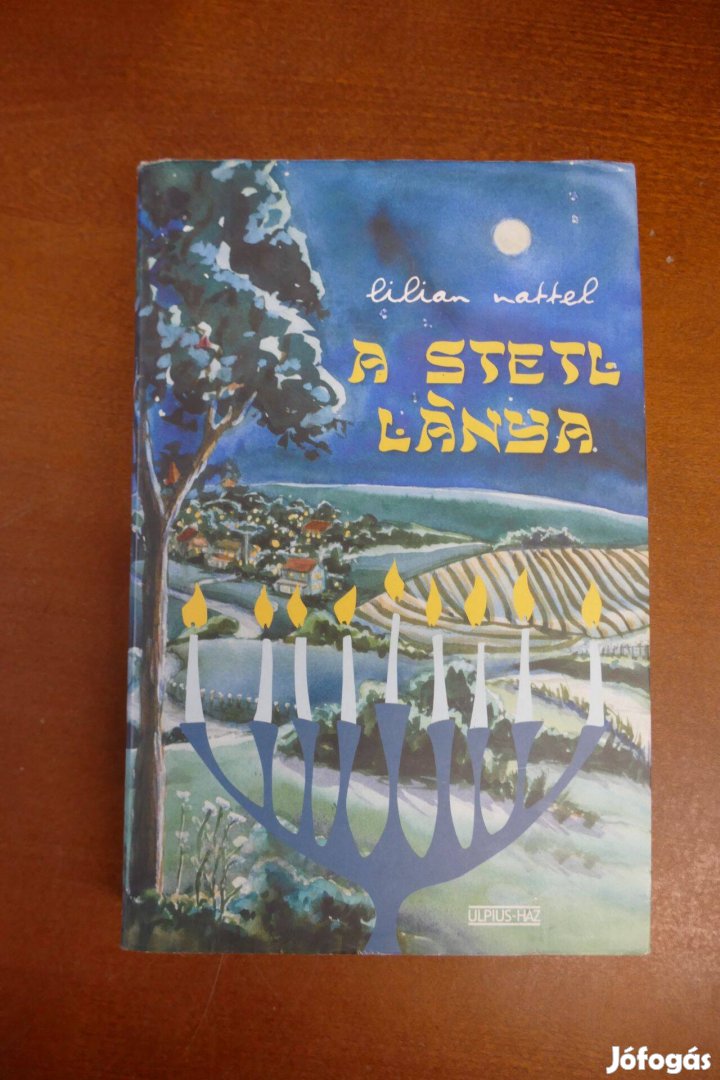 lilian nattel
A STETL
LÁNYA
ULPIUS-HÁZ
Jófogás